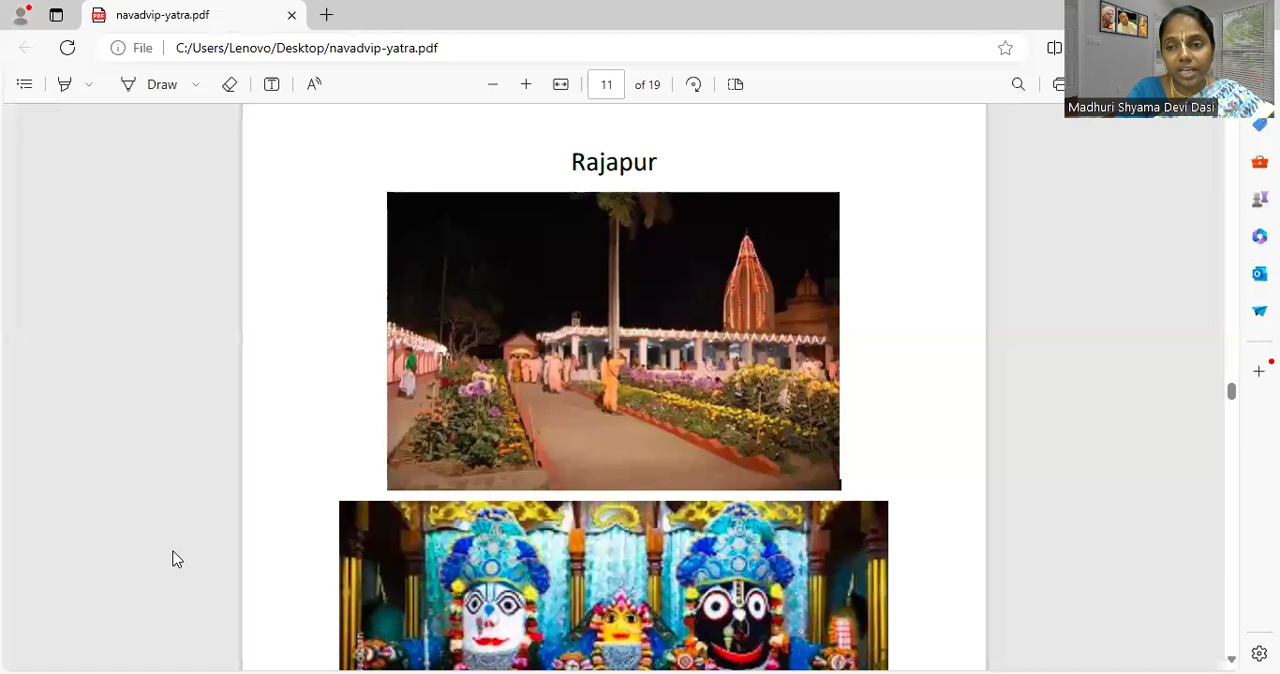 navadvip-yatra.pdf
File
C:/Users/Lenovo/Desktop/navadvip-yatra.pdf
Draw
11 of 19
Madhuri Shyama Devi Dasi
Rajapur